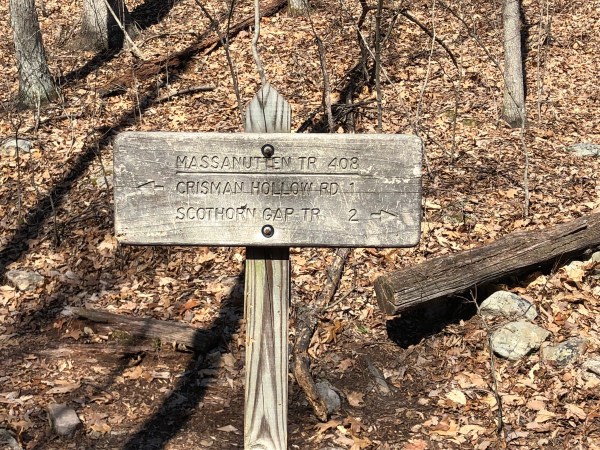 MASSANUTTEN TR 408
← CRISMAN HOLLOW RD 1
SCOTHORN GAP TR. 2 →